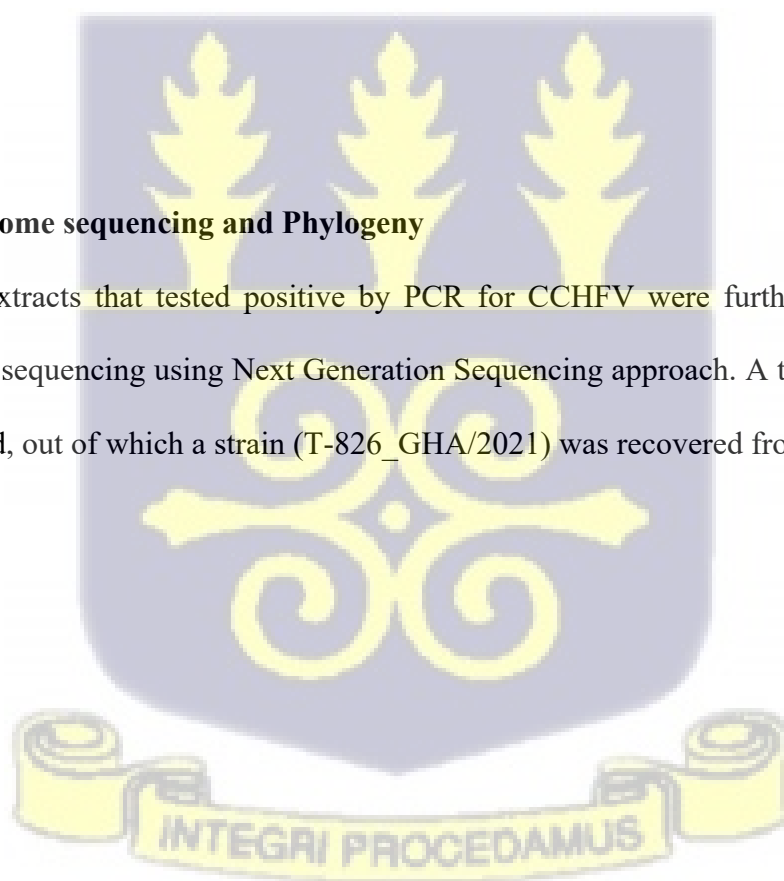 ome sequencing and Phylogeny
xtracts that tested positive by PCR for CCHFV were furth
sequencing using Next Generation Sequencing approach. A t
, out of which a strain (T-826_GHA/2021) was recovered fro
INTEGRI PROCEDAMUS